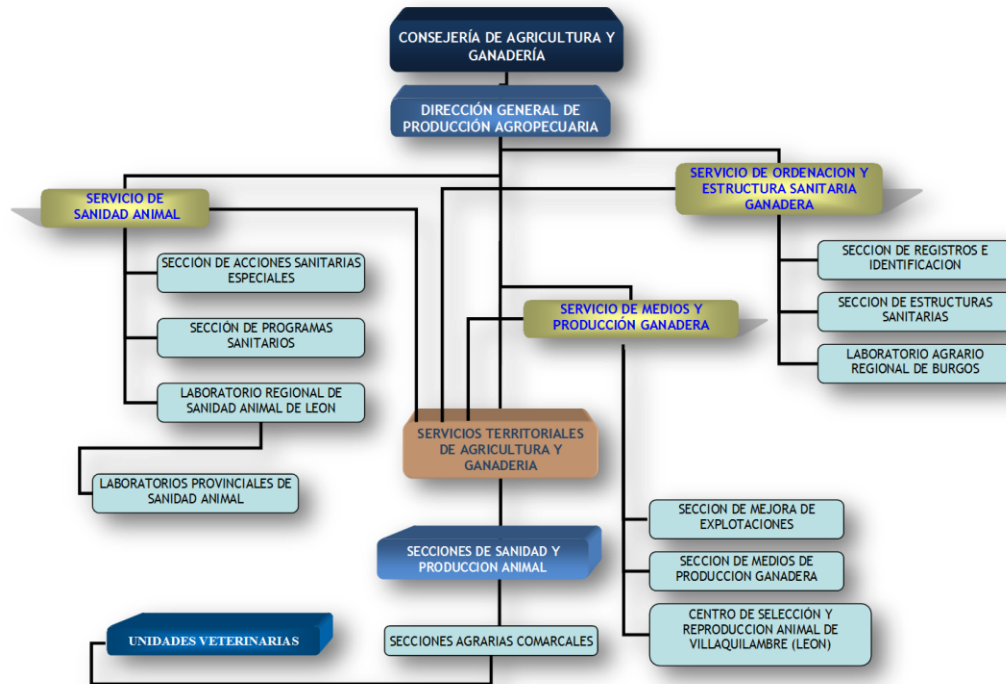 CONSEJERÍA DE AGRICULTURA Y
GANADERÍA
DIRECCIÓN GENERAL DE
PRODUCCIÓN AGROPECUARIA
SERVICIO DE
SANIDAD ANIMAL
SERVICIO DE ORDENACION Y
ESTRUCTURA SANITARIA
GANADERA
SECCIÓN DE ACCIONES SANITARIAS
ESPECIALES
SECCIÓN DE PROGRAMAS
SANITARIOS
LABORATORIO REGIONAL DE
SANIDAD ANIMAL DE LEON
LABORATORIOS PROVINCIALES DE
SANIDAD ANIMAL
SECCION DE REGISTROS E
IDENTIFICACION
SECCION DE ESTRUCTURAS
SANITARIAS
LABORATORIO AGRARIO
REGIONAL DE BURGOS
SERVICIO DE MEDIOS Y
PRODUCCIÓN GANADERA
SERVICIOS TERRITORIALES
DE AGRICULTURA Y
GANADERIA
SECCION DE MEJORA DE
EXPLOTACIONES
SECCION DE MEDIOS DE
PRODUCCION GANADERA
CENTRO DE SELECCIÓN Y
REPRODUCCION ANIMAL DE
VILLAQUILAMBRE (LEON)
SECCIONES DE SANIDAD Y
PRODUCCION ANIMAL
SECCIONES AGRARIAS COMARCALES
UNIDADES VETERINARIAS